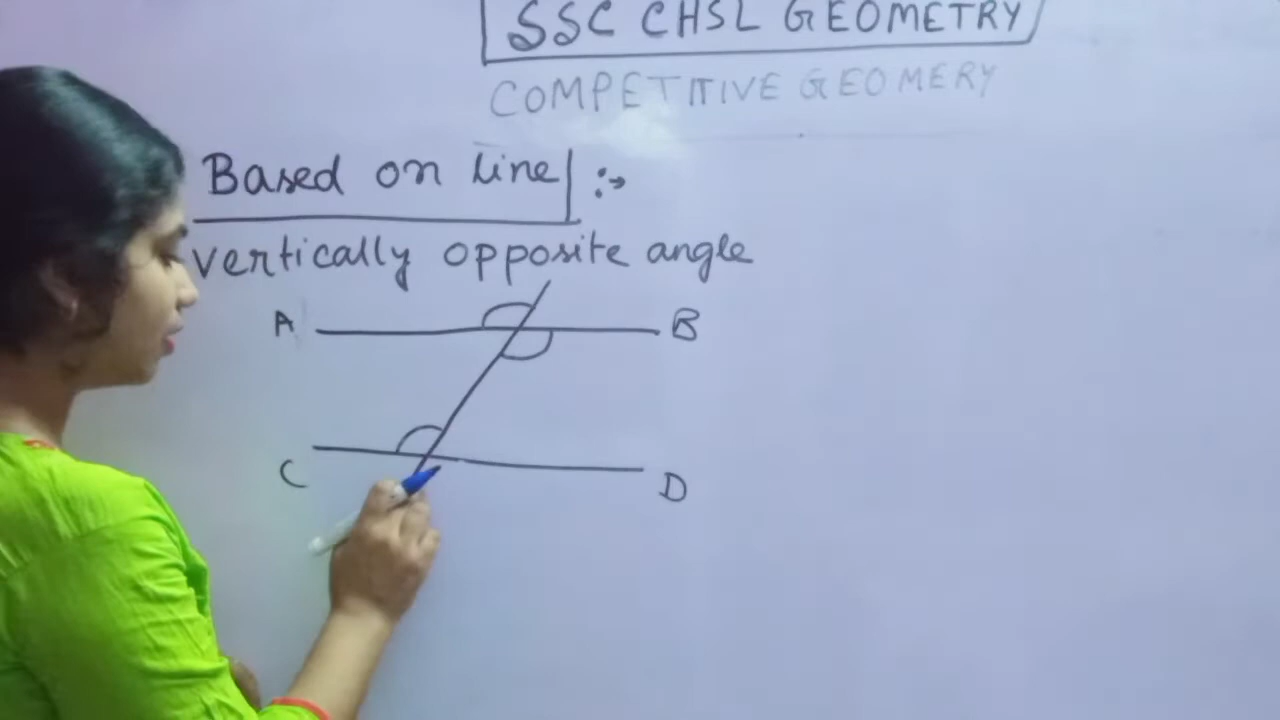 SSC CHSL GEOMETRY
COMPETITIVE GEOMERY
Based on line :→
vertically opposite angle
A B
C D